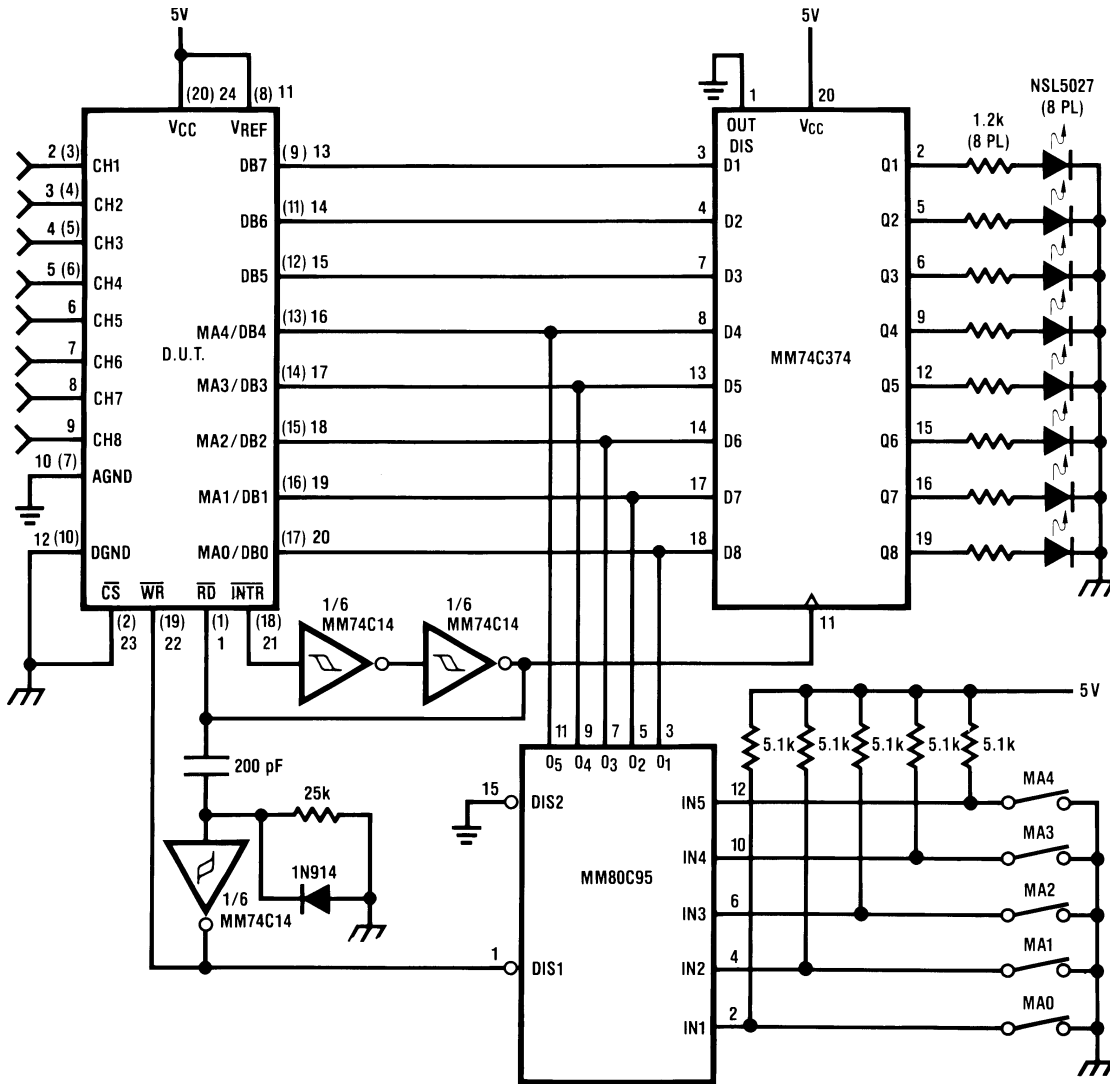 5V
5V
(20) 24
(8) 11
VCC
VREF
2 (3)
CH1
3 (4)
CH2
4 (5)
CH3
5 (6)
CH4
6
CH5
7
CH6
8
CH7
9
CH8
10 (7)
AGND
12 (10)
DGND
D.U.T.
DB7
(9) 13
DB6
(11) 14
DB5
(12) 15
MA4/DB4
(13) 16
MA3/DB3
(14) 17
MA2/DB2
(15) 18
MA1/DB1
(16) 19
MA0/DB0
(17) 20
CS
WR
RD
INTR
(2)
23
(19)
22
(1)
1
(18)
21
1
20
OUT
DIS
VCC
3
D1
4
D2
7
D3
8
D4
13
D5
14
D6
17
D7
18
D8
MM74C374
Q1
2
Q2
5
Q3
6
Q4
9
Q5
12
Q6
15
Q7
16
Q8
19
11
1.2k
(8 PL)
NSL5027
(8 PL)
1/6
MM74C14
1/6
MM74C14
200 pF
25k
1N914
1/6
MM74C14
11
9
7
5
3
O5
O4
O3
O2
O1
15
DIS2
1
DIS1
MM80C95
IN5
12
IN4
10
IN3
6
IN2
4
IN1
2
5V
5.1k
5.1k
5.1k
5.1k
5.1k
MA4
MA3
MA2
MA1
MA0